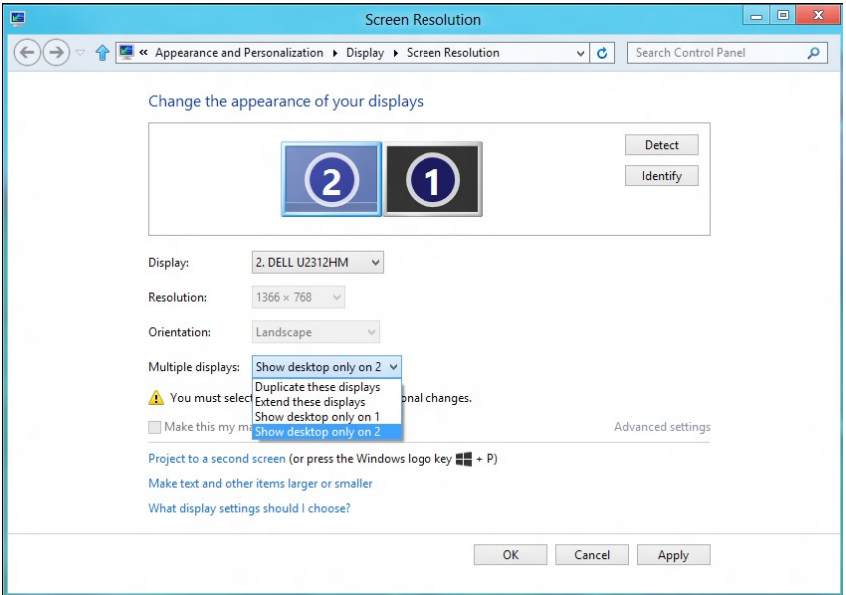 Screen Resolution
« Appearance and Personalization Display Screen Resolution
Search Control Panel
Change the appearance of your displays
2 1
Detect
Identify
Display: 2. DELL U2312HM
Resolution: 1366 × 768
Orientation: Landscape
Multiple displays: Show desktop only on 2
Duplicate these displays
Extend these displays
Show desktop only on 1
Show desktop only on 2
You must select onal changes.
Make this my ma
Advanced settings
Project to a second screen (or press the Windows logo key + P)
Make text and other items larger or smaller
What display settings should I choose?
OK Cancel Apply